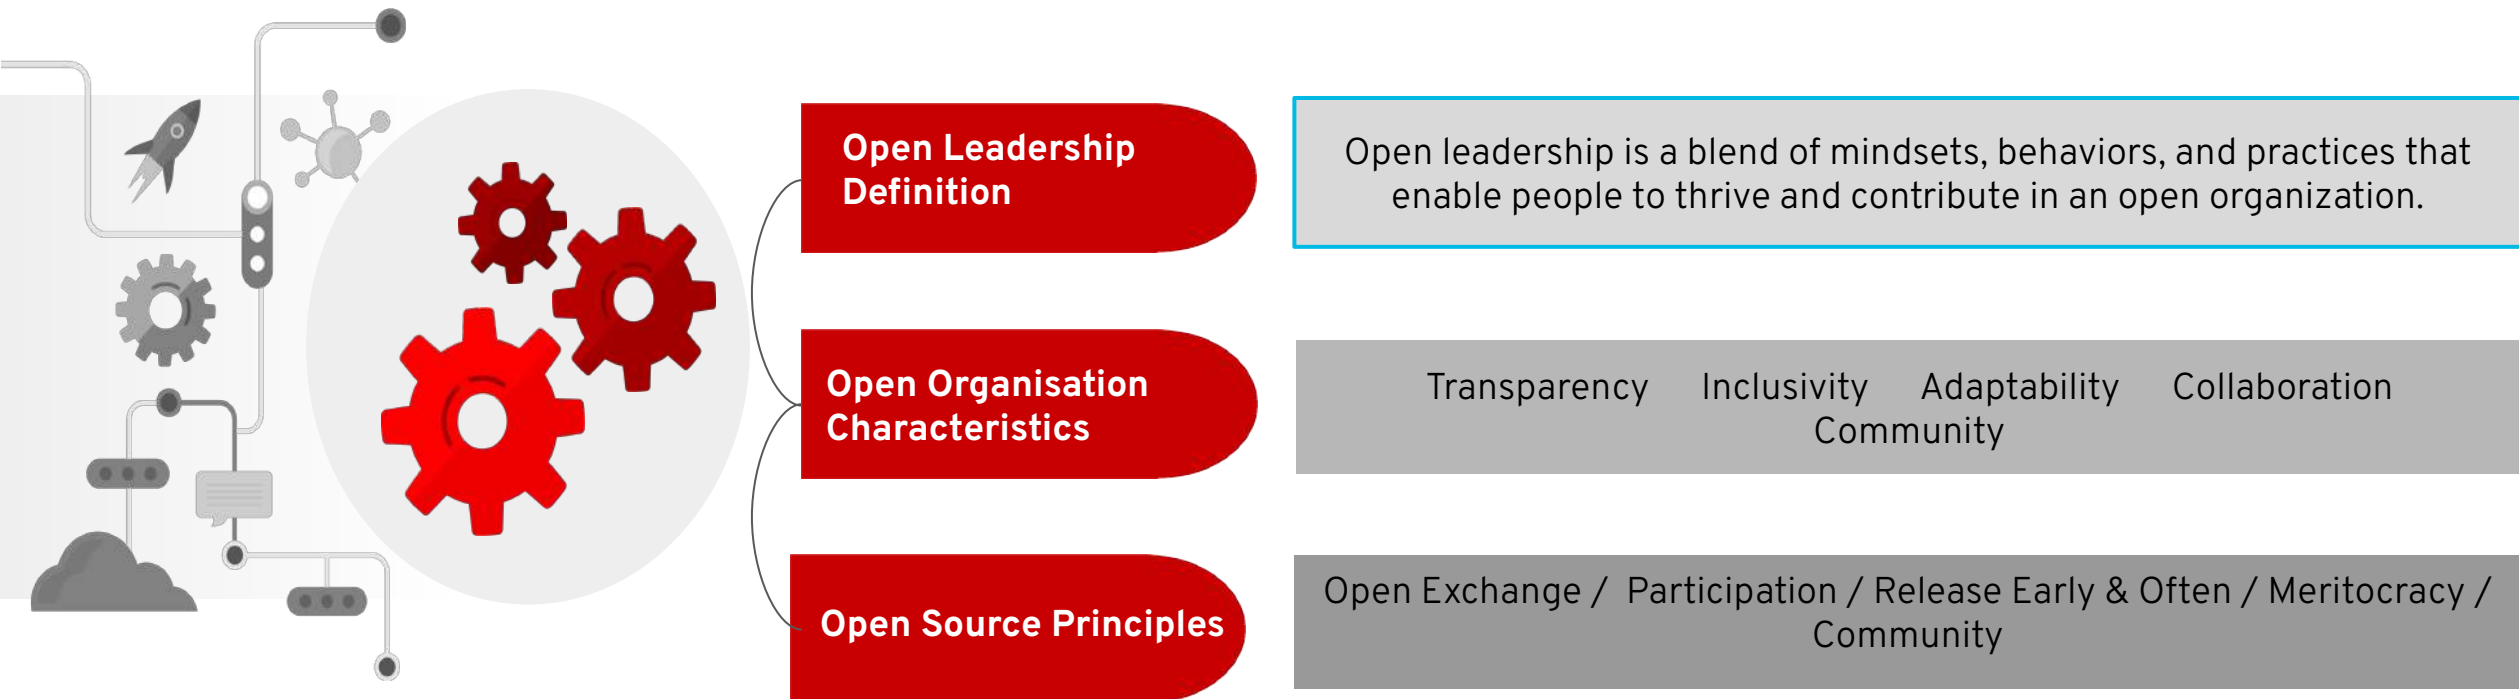 Open Leadership
Definition
Open leadership is a blend of mindsets, behaviors, and practices that
enable people to thrive and contribute in an open organization.
Open Organisation
Characteristics
Transparency Inclusivity Adaptability Collaboration
Community
Open Source Principles
Open Exchange / Participation / Release Early & Often / Meritocracy /
Community